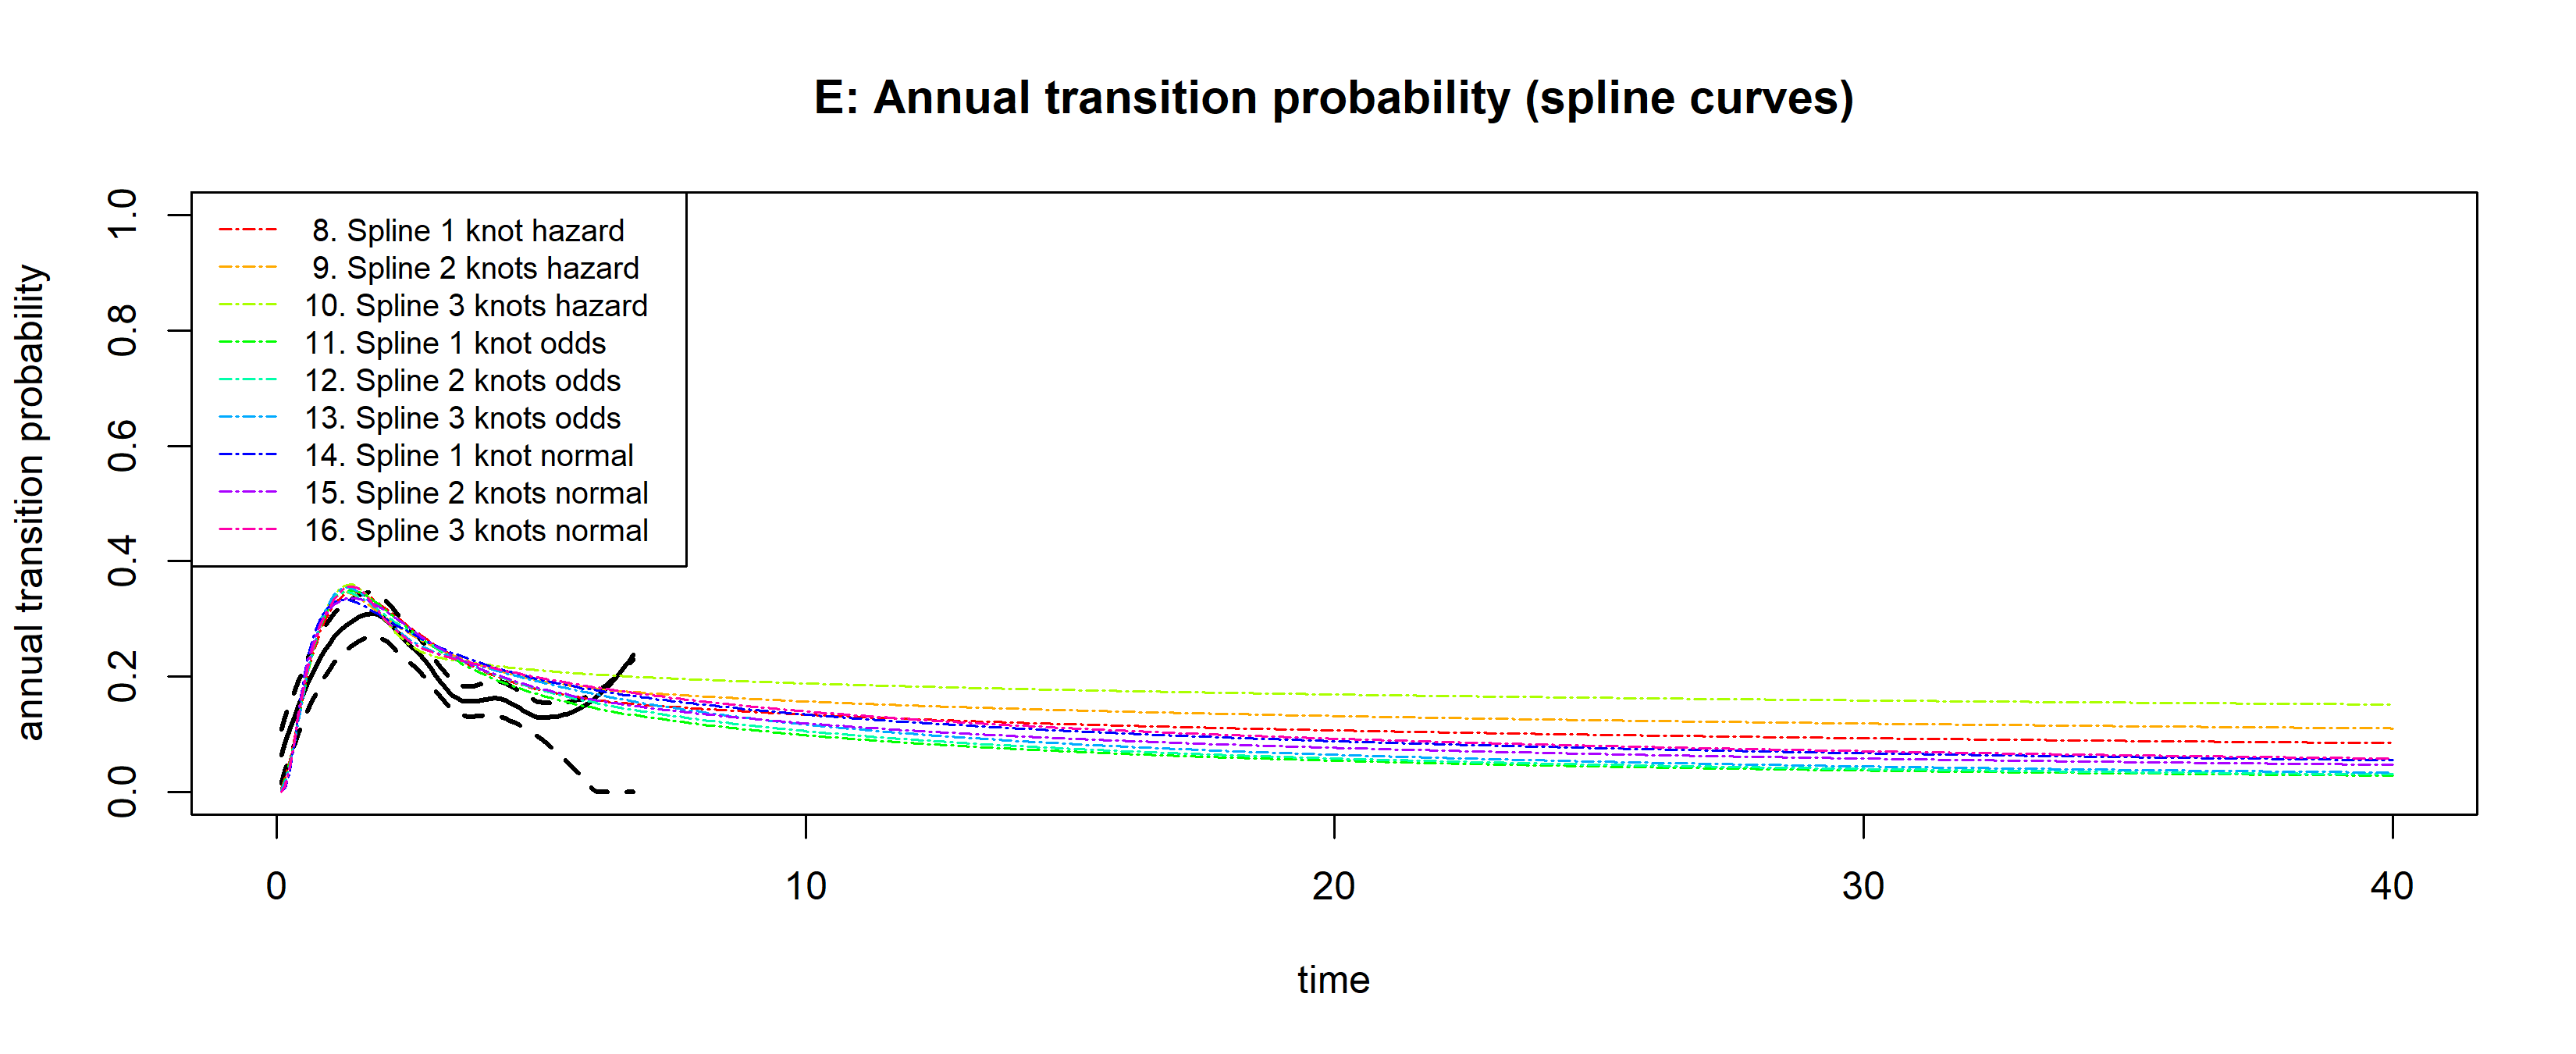 E: Annual transition probability (spline curves)
annual transition probability
1.0
0.8
0.6
0.4
0.2
0.0
8. Spline 1 knot hazard
9. Spline 2 knots hazard
10. Spline 3 knots hazard
11. Spline 1 knot odds
12. Spline 2 knots odds
13. Spline 3 knots odds
14. Spline 1 knot normal
15. Spline 2 knots normal
16. Spline 3 knots normal
0 10 20 30 40
time